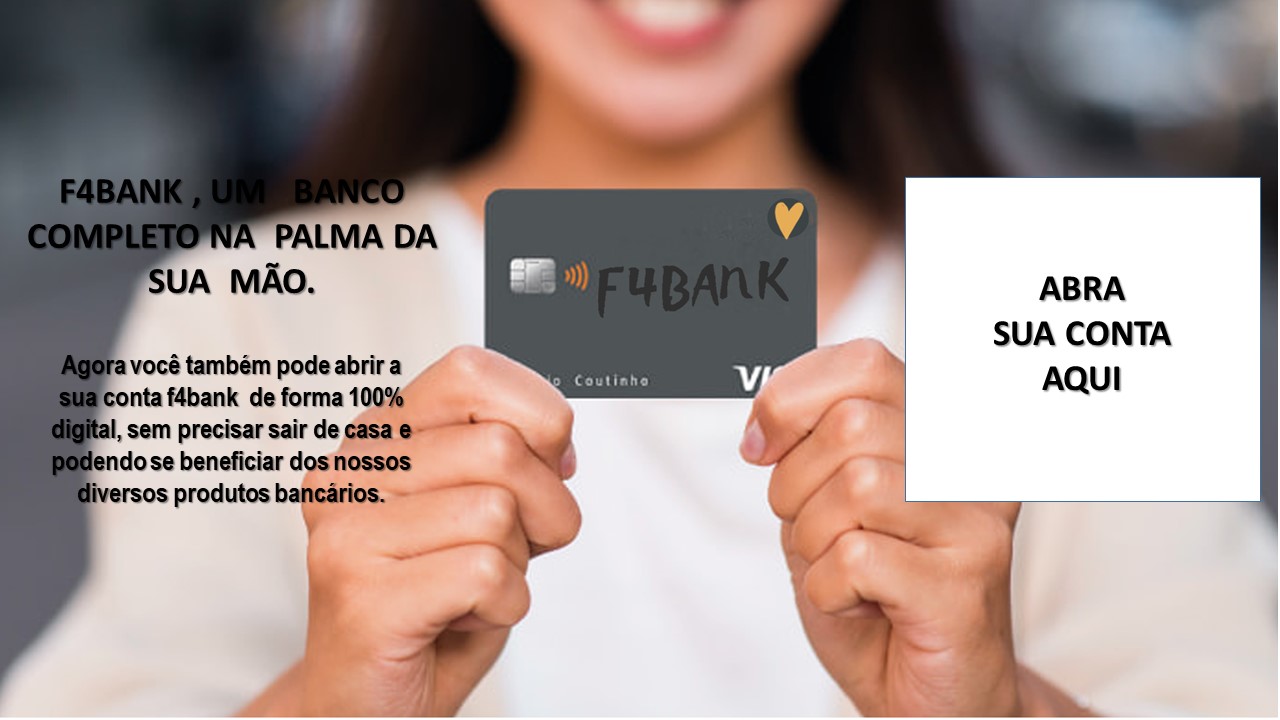 F4BANK , UM BANCO
COMPLETO NA PALMA DA
SUA MÃO.
Agora você também pode abrir a
sua conta f4bank de forma 100%
digital, sem precisar sair de casa e
podendo se beneficiar dos nossos
diversos produtos bancários.
F4BANK
Coutinho
ABRA
SUA CONTA
AQUI